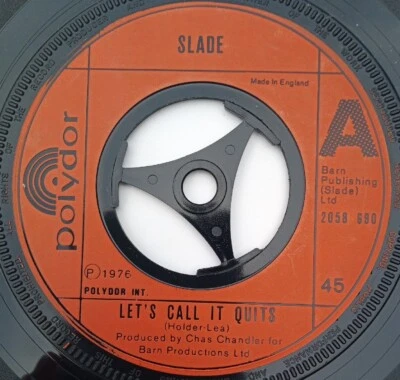 SLADE
Made in England
A
polydor
Barn
Publishing
(Slade)
Ltd.
2058 690
Ⓟ1976
POLYDOR INT.
45
LET'S CALL IT QUITS
(Holder-Lea)
Produced by Chas Chandler for
Barn Productions Ltd.